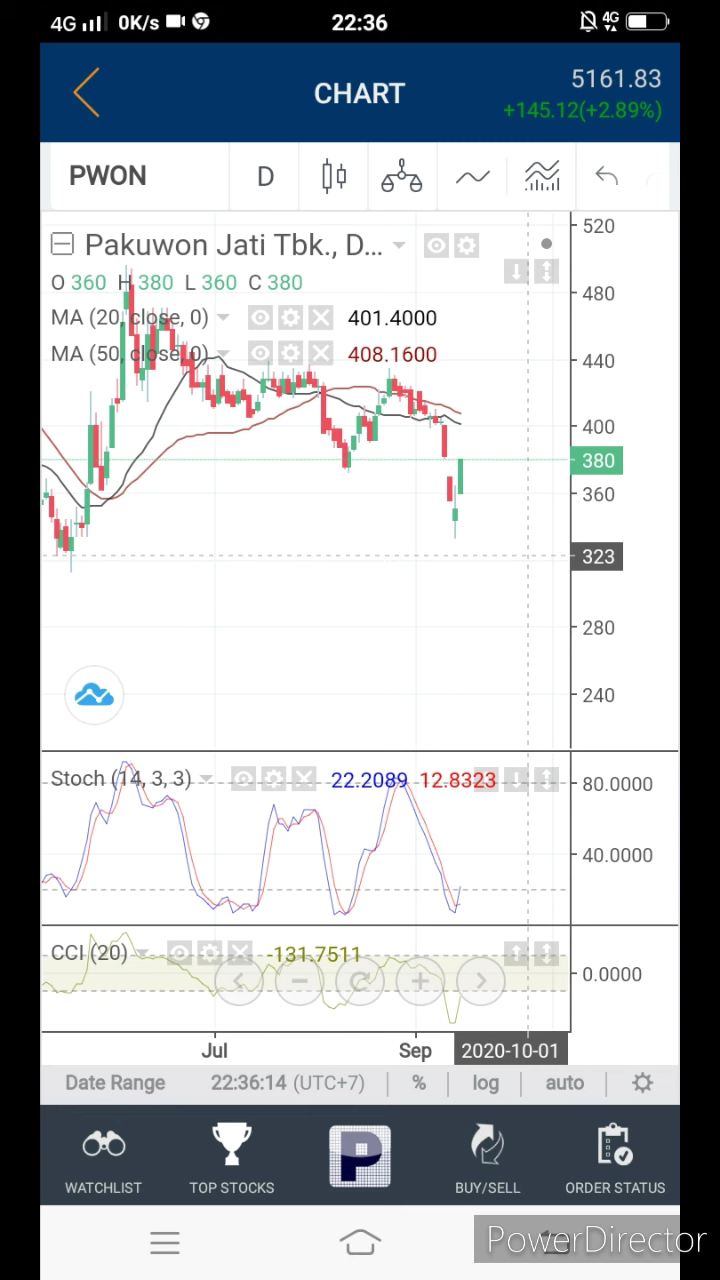 4G 0K/s 22:36 4G
5161.83
CHART
+145.12(+2.89%)
PWON D
520
Pakuwon Jati Tbk., D...
O 360 H 380 L 360 C 380
480
MA (20, close, 0) 401.4000
MA (50, close, 0) 408.1600
440
400
380
360
323
280
240
Stoch (14, 3, 3) 22.2089 12.8323 80.0000
40.0000
CCI (20) -131.7511
0.0000
Jul Sep 2020-10-01
Date Range 22:36:14 (UTC+7) % log auto
P
WATCHLIST TOP STOCKS BUY/SELL ORDER STATUS
PowerDirector